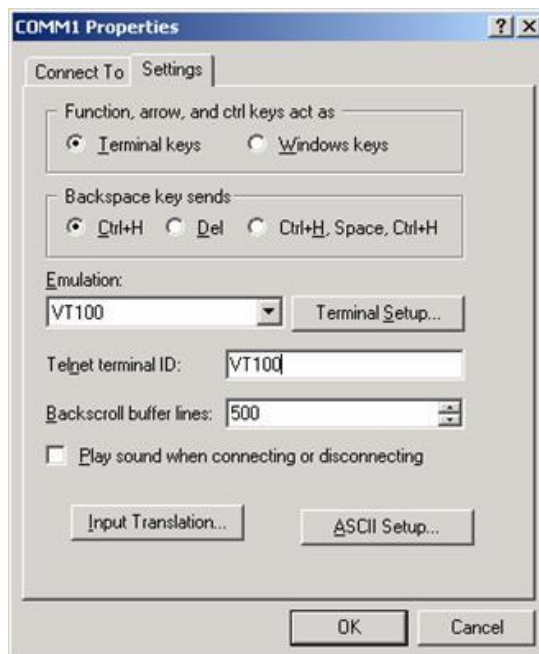 COMM1 Properties
Connect To Settings
Function, arrow, and ctrl keys act as
Terminal keys Windows keys
Backspace key sends
Ctrl+H Del Ctrl+H, Space, Ctrl+H
Emulation:
VT100 Terminal Setup...
Telnet terminal ID: VT100
Backscroll buffer lines: 500
Play sound when connecting or disconnecting
Input Translation... ASCII Setup...
OK Cancel